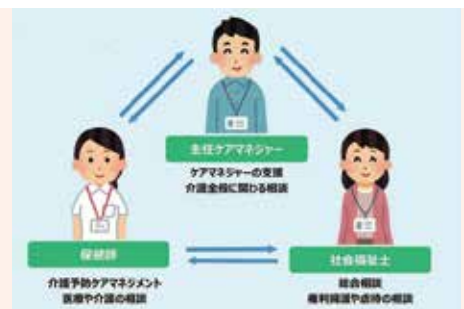 主任ケアマネジャー
ケアマネジャーの支援
介護全般に関わる相談
保健師
介護予防ケアマネジメント
医療や介護の相談
社会福祉士
総合相談
権利擁護や虐待の相談